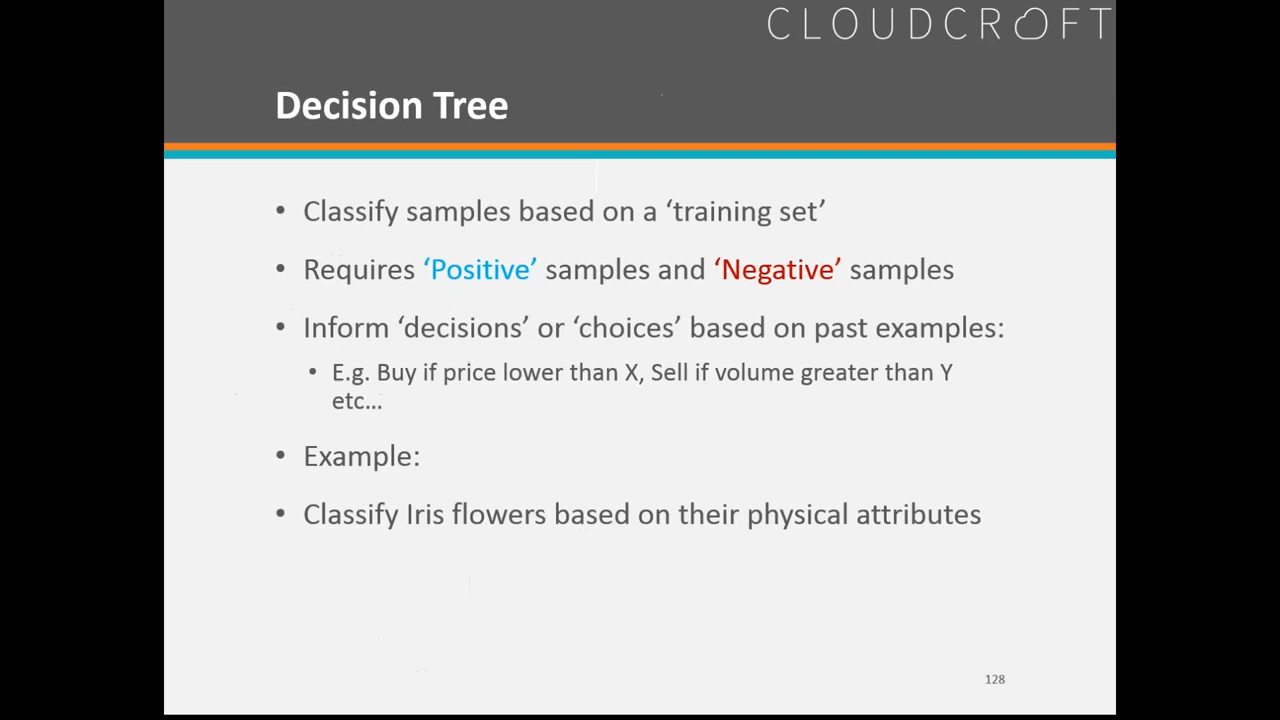 CLOUDCROFT
Decision Tree
• Classify samples based on a ‘training set’
• Requires ‘Positive’ samples and ‘Negative’ samples
• Inform ‘decisions’ or ‘choices’ based on past examples:
• E.g. Buy if price lower than X, Sell if volume greater than Y
etc…
• Example:
• Classify Iris flowers based on their physical attributes
128